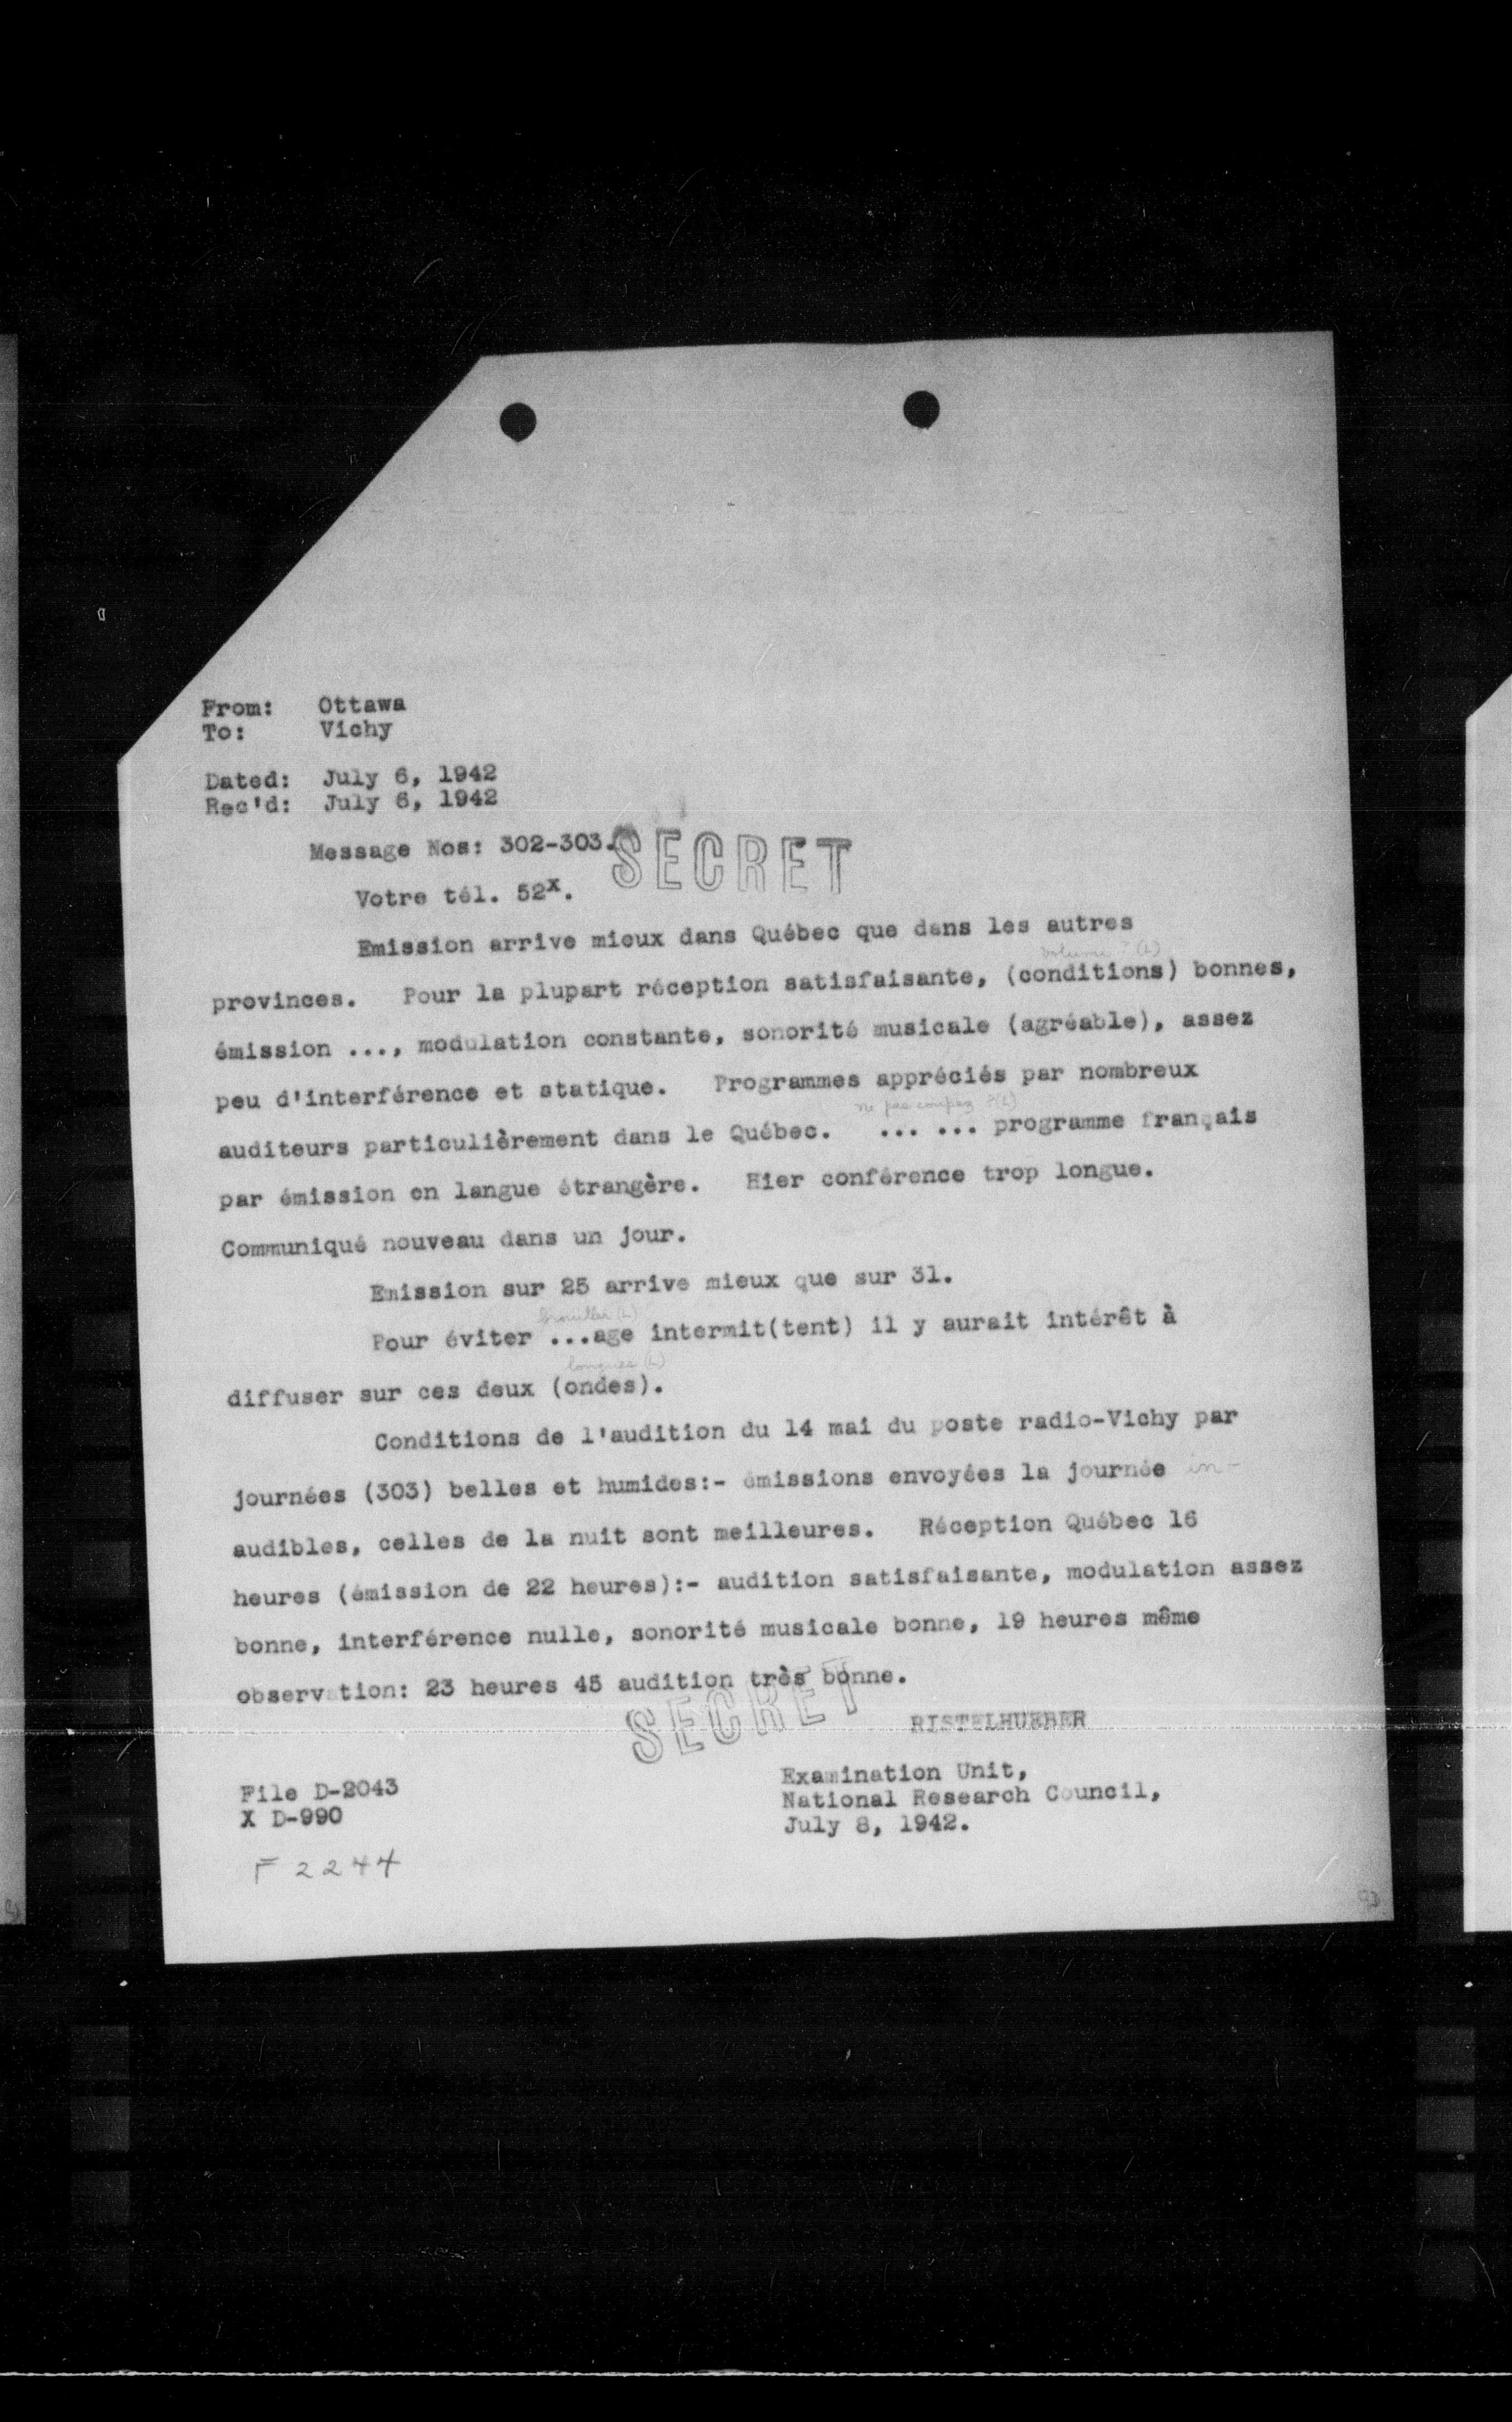 From: Ottawa
To: Vichy
Dated: July 6, 1942
Rec'd: July 6, 1942
Message Nos: 302-303.
SECRET
Votre tél. 52x.
Emission arrive mieux dans Québec que dans les autres
volume ? (L)
provinces. Pour la plupart réception satisfaisante, (conditions) bonnes,
émission ..., modulation constante, sonorité musicale (agréable), assez
peu d'interférence et statique. Programmes appréciés par nombreux
ne pas coupez ?(L)
auditeurs particulièrement dans le Québec. ... ... programme français
par émission en langue étrangère. Hier conférence trop longue.
Communiqué nouveau dans un jour.
Emission sur 25 arrive mieux que sur 31.
(L)
Pour éviter ...age intermit(tent) il y aurait intérêt à
longues (L)
diffuser sur ces deux (ondes).
Conditions de l'audition du 14 mai du poste radio-Vichy par
journées (303) belles et humides:- émissions envoyées la journée in-
audibles, celles de la nuit sont meilleures. Réception Québec 16
heures (émission de 22 heures):- audition satisfaisante, modulation assez
bonne, interférence nulle, sonorité musicale bonne, 19 heures même
observation: 23 heures 45 audition très bonne.
SECRET
RISTELHUEBER
Examination Unit,
National Research Council,
July 8, 1942.
File D-2043
X D-990
F 2244